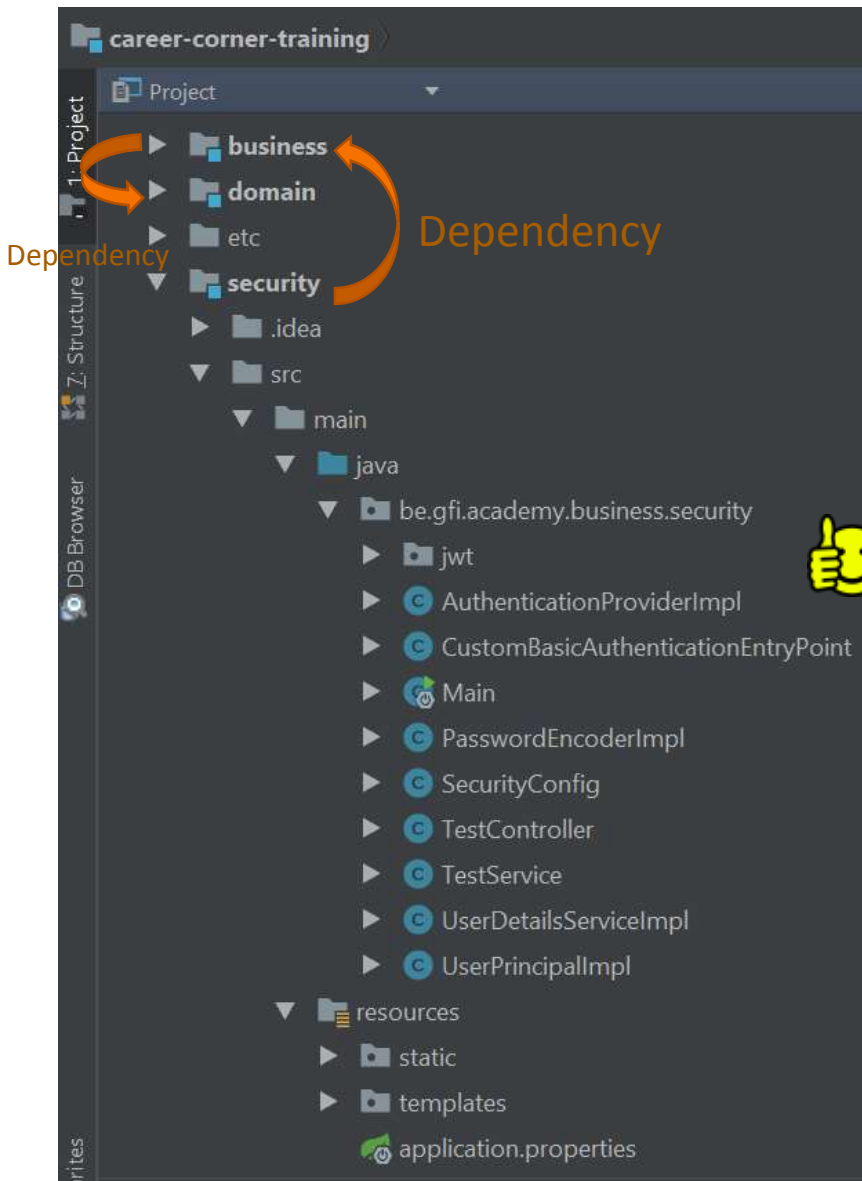 career-corner-training
Project
1: Project
business
domain
Dependency
etc
Dependency
security
.idea
7: Structure
src
main
java
be.gfi.academy.business.security
DB Browser
jwt
AuthenticationProviderImpl
CustomBasicAuthenticationEntryPoint
Main
PasswordEncoderImpl
SecurityConfig
TestController
TestService
UserDetailsServiceImpl
UserPrincipalImpl
resources
static
templates
application.properties
rites